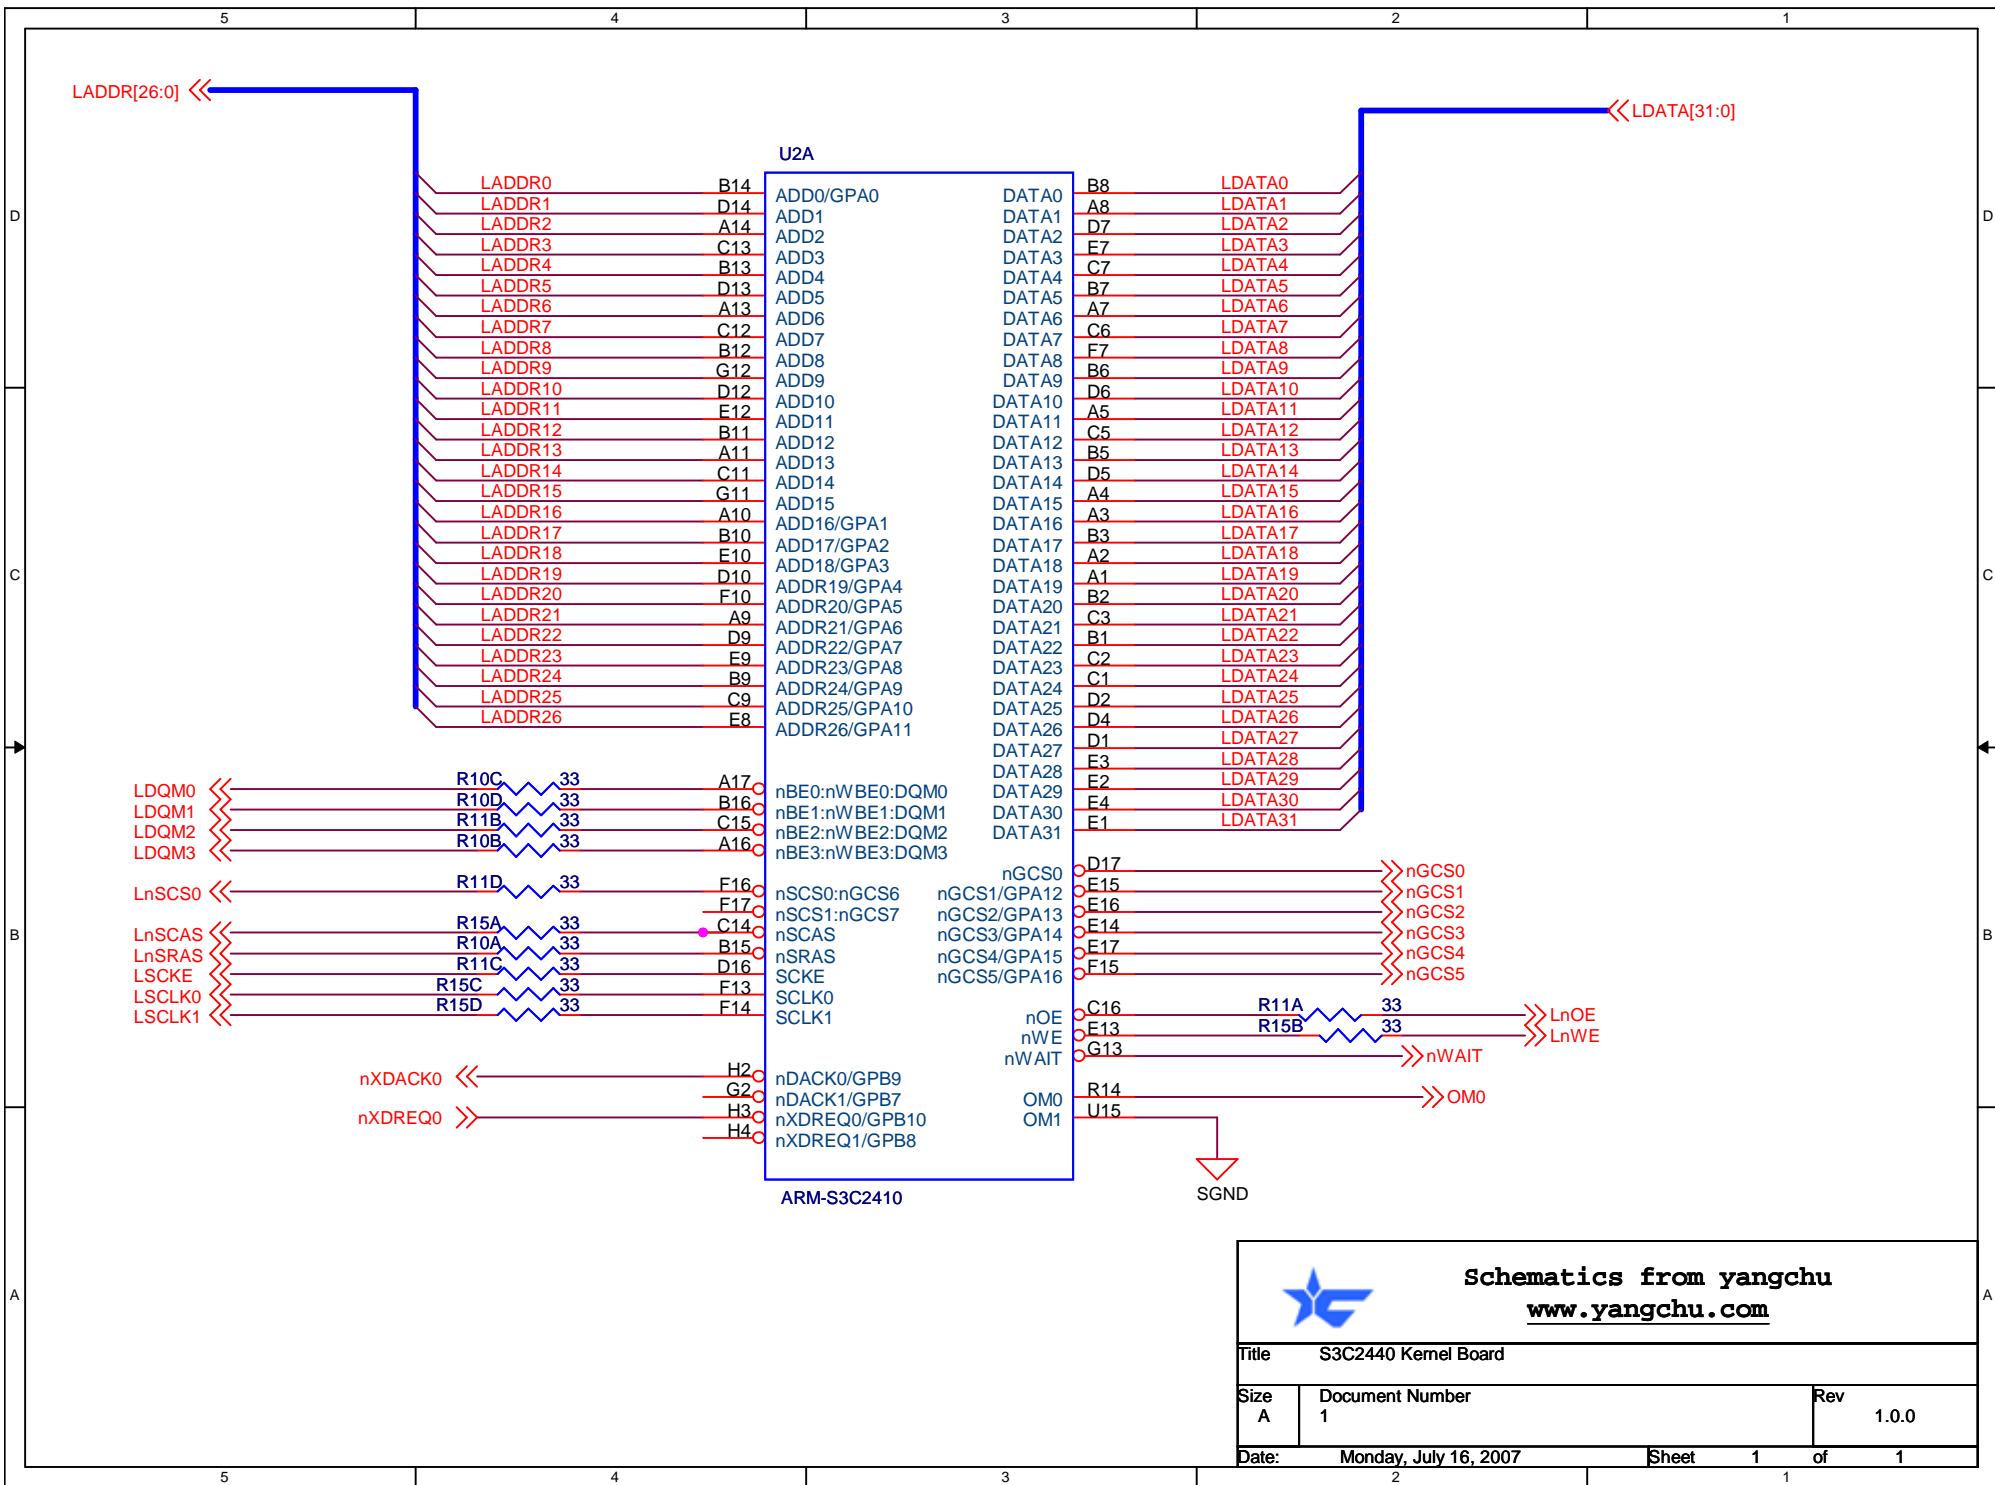 5 4 3 2 1
LADDR[26:0]
LDATA[31:0]
U2A
LADDR0 B14 ADD0/GPA0 DATA0 B8 LDATA0
LADDR1 D14 ADD1 DATA1 A8 LDATA1
D D
LADDR2 A14 ADD2 DATA2 D7 LDATA2
LADDR3 C13 ADD3 DATA3 E7 LDATA3
LADDR4 B13 ADD4 DATA4 C7 LDATA4
LADDR5 D13 ADD5 DATA5 B7 LDATA5
LADDR6 A13 ADD6 DATA6 A7 LDATA6
LADDR7 C12 ADD7 DATA7 C6 LDATA7
LADDR8 B12 ADD8 DATA8 F7 LDATA8
LADDR9 G12 ADD9 DATA9 B6 LDATA9
LADDR10 D12 ADD10 DATA10 D6 LDATA10
LADDR11 E12 ADD11 DATA11 A5 LDATA11
LADDR12 B11 ADD12 DATA12 C5 LDATA12
LADDR13 A11 ADD13 DATA13 B5 LDATA13
LADDR14 C11 ADD14 DATA14 D5 LDATA14
LADDR15 G11 ADD15 DATA15 A4 LDATA15
LADDR16 A10 ADD16/GPA1 DATA16 A3 LDATA16
LADDR17 B10 ADD17/GPA2 DATA17 B3 LDATA17
LADDR18 E10 ADD18/GPA3 DATA18 A2 LDATA18
C C
LADDR19 D10 ADDR19/GPA4 DATA19 A1 LDATA19
LADDR20 F10 ADDR20/GPA5 DATA20 B2 LDATA20
LADDR21 A9 ADDR21/GPA6 DATA21 C3 LDATA21
LADDR22 D9 ADDR22/GPA7 DATA22 B1 LDATA22
LADDR23 E9 ADDR23/GPA8 DATA23 C2 LDATA23
LADDR24 B9 ADDR24/GPA9 DATA24 C1 LDATA24
LADDR25 C9 ADDR25/GPA10 DATA25 D2 LDATA25
LADDR26 E8 ADDR26/GPA11 DATA26 D4 LDATA26
DATA27 D1 LDATA27
DATA28 E3 LDATA28
LDQM0 R10C 33 A17 nBE0:nWBE0:DQM0 DATA29 E2 LDATA29
LDQM1 R10D 33 B16 nBE1:nWBE1:DQM1 DATA30 E4 LDATA30
LDQM2 R11B 33 C15 nBE2:nWBE2:DQM2 DATA31 E1 LDATA31
LDQM3 R10B 33 A16 nBE3:nWBE3:DQM3
nGCS0 D17 nGCS0
LnSCS0 R11D 33 F16 nSCS0:nGCS6 nGCS1/GPA12 E15 nGCS1
F17 nSCS1:nGCS7 nGCS2/GPA13 E16 nGCS2
B B
LnSCAS R15A 33 C14 nSCAS nGCS3/GPA14 E14 nGCS3
LnSRAS R10A 33 B15 nSRAS nGCS4/GPA15 E17 nGCS4
LSCKE R11C 33 D16 SCKE nGCS5/GPA16 F15 nGCS5
LSCLK0 R15C 33 F13 SCLK0
LSCLK1 R15D 33 F14 SCLK1 nOE C16 R11A 33 LnOE
nWE E13 R15B 33 LnWE
nWAIT G13 nWAIT
nXDACK0 H2 nDACK0/GPB9
G2 nDACK1/GPB7 OM0 R14 OM0
nXDREQ0 H3 nXDREQ0/GPB10 OM1 U15
H4 nXDREQ1/GPB8
SGND
ARM-S3C2410
Schematics from yangchu
A A
www.yangchu.com
Title S3C2440 Kernel Board
Size Document Number Rev
A 1 1.0.0
Date: Monday, July 16, 2007 Sheet 1 of 1
5 4 3 2 1